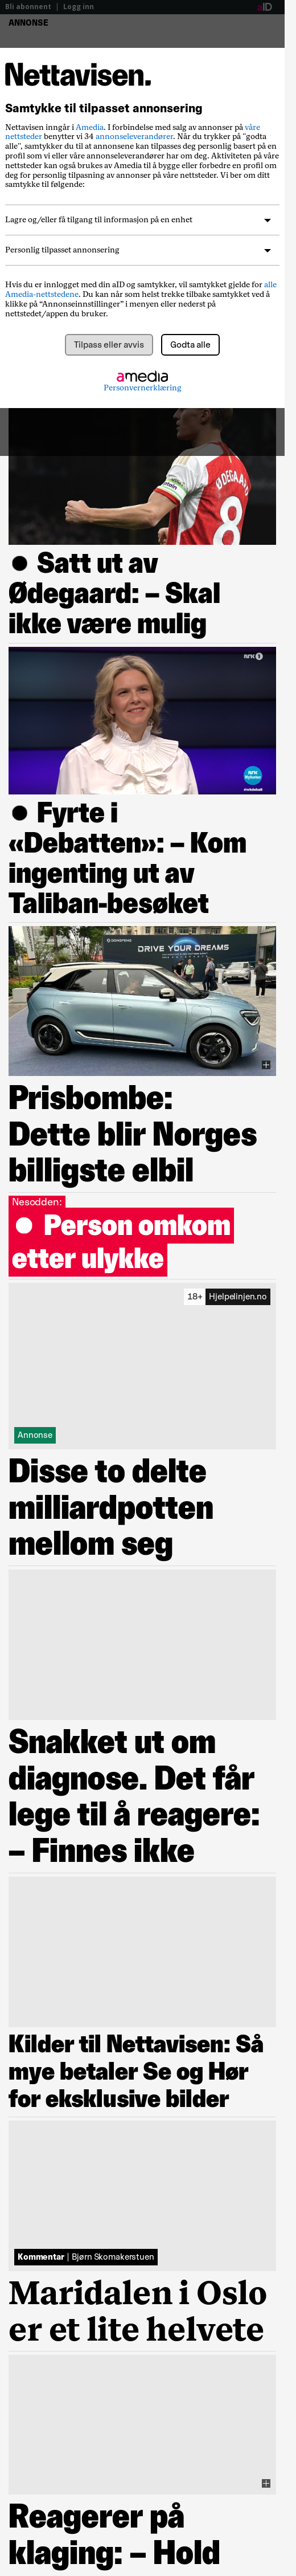 Bli abonnent | Logg inn
nID
ANNONSE
Nettavisen.
Samtykke til tilpasset annonsering
Nettavisen inngår i Amedia. I forbindelse med salg av annonser på våre
nettsteder benytter vi 34 annonseleverandører. Når du trykker på "godta
alle", samtykker du til at annonsene kan tilpasses deg personlig basert på en
profil som vi eller våre annonseleverandører har om deg. Aktiviteten på våre
nettsteder kan også brukes av Amedia til å bygge eller forbedre en profil om
deg for personlig tilpasning av annonser på våre nettsteder. Vi ber om ditt
samtykke til følgende:
Lagre og/eller få tilgang til informasjon på en enhet
Personlig tilpasset annonsering
Hvis du er innlogget med din aID og samtykker, vil samtykket gjelde for alle
Amedia-nettstedene. Du kan når som helst trekke tilbake samtykket ved å
klikke på “Annonseinnstillinger” i menyen eller nederst på
nettstedet/appen du bruker.
Tilpass eller avvis
Godta alle
amedia
Personvernerklæring
ØDEGAARD
8
● Satt ut av
Ødegaard: – Skal
ikke være mulig
NRK 1
● Fyrte i
«Debatten»: – Kom
ingenting ut av
Taliban-besøket
DONGFENG
DRIVE YOUR DREAMS
Prisbombe:
Dette blir Norges
billigste elbil
Nesodden:
● Person omkom
etter ulykke
18+ Hjelpelinjen.no
Annonse
Disse to delte
milliardpotten
mellom seg
Snakket ut om
diagnose. Det får
lege til å reagere:
– Finnes ikke
Kilder til Nettavisen: Så
mye betaler Se og Hør
for eksklusive bilder
Kommentar | Bjørn Skomakerstuen
Maridalen i Oslo
er et lite helvete
Reagerer på
klaging: – Hold